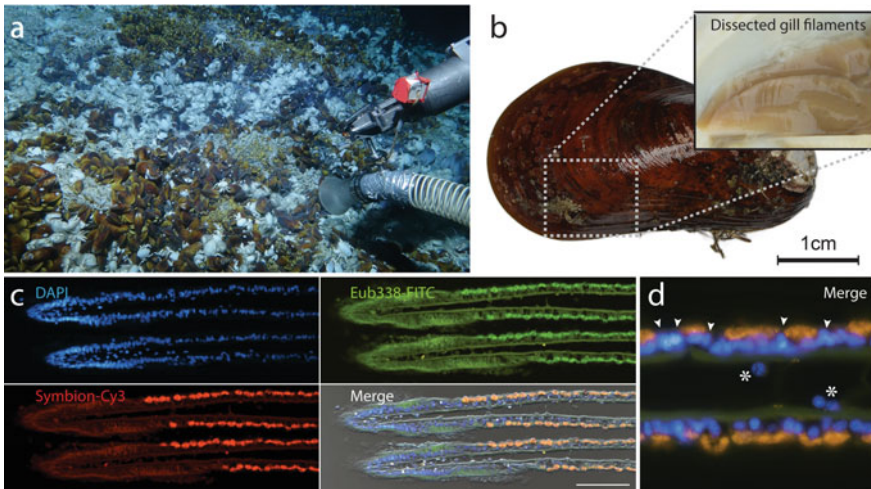 a
b
Dissected gill filaments
1cm
c
DAPI
Eub338-FITC
Symbion-Cy3
Merge
d
Merge
*
*